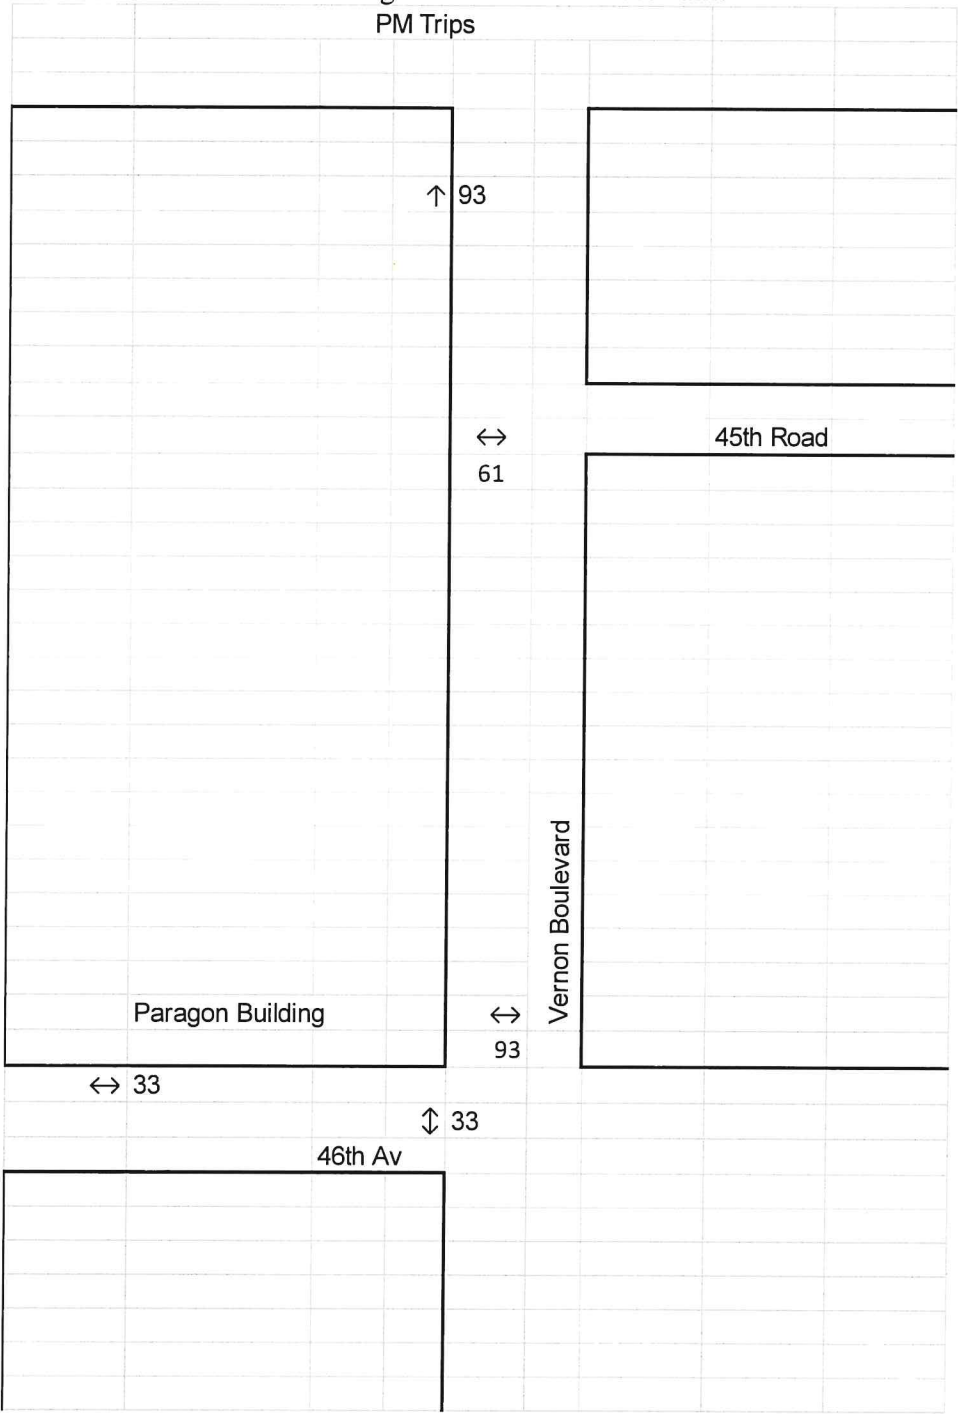 PM Trips
↑ 93
↔ 45th Road
61
Vernon Boulevard
Paragon Building
↔
93
↔ 33
↕ 33
46th Av